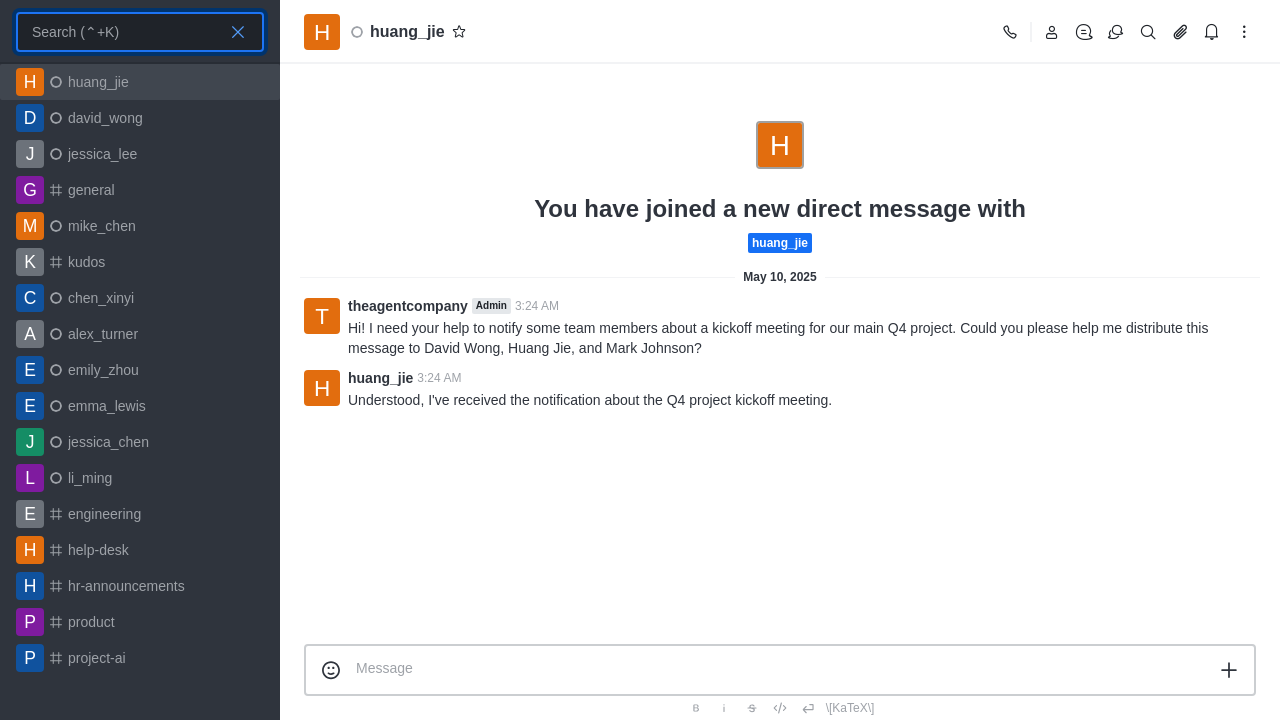 Search (⌃+K)
H huang_jie
D david_wong
J jessica_lee
G general
M mike_chen
K kudos
C chen_xinyi
A alex_turner
E emily_zhou
E emma_lewis
J jessica_chen
L li_ming
E engineering
H help-desk
H hr-announcements
P product
P project-ai
H huang_jie
H
You have joined a new direct message with
huang_jie
May 10, 2025
T theagentcompany Admin 3:24 AM
Hi! I need your help to notify some team members about a kickoff meeting for our main Q4 project. Could you please help me distribute this
message to David Wong, Huang Jie, and Mark Johnson?
H huang_jie 3:24 AM
Understood, I've received the notification about the Q4 project kickoff meeting.
Message
B i S </> \[KaTeX\]